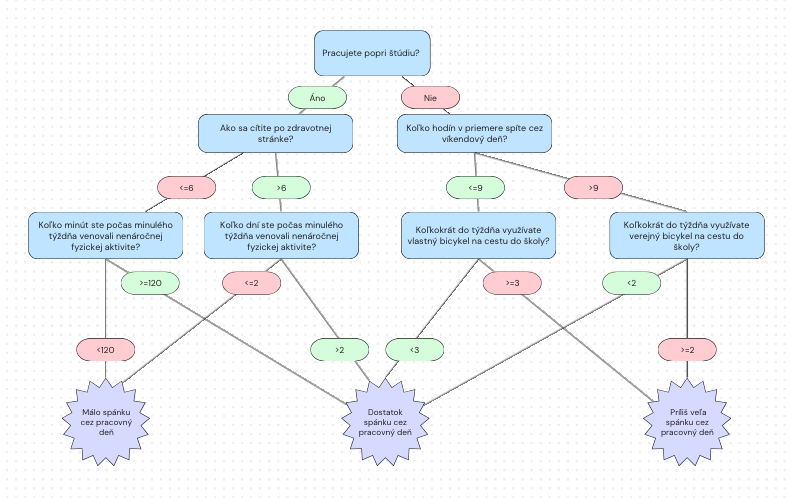 Pracujete popri štúdiu?
Áno
Nie
Ako sa cítite po zdravotnej
stránke?
Koľko hodín v priemere spíte cez
víkendový deň?
<=6
>6
<=9
>9
Koľko minút ste počas minulého
týždňa venovali nenáročnej
fyzickej aktivite?
Koľko dní ste počas minulého
týždňa venovali nenáročnej
fyzickej aktivite?
Koľkokrát do týždňa využívate
vlastný bicykel na cestu do školy?
Koľkokrát do týždňa využívate
verejný bicykel na cestu do
školy?
>=120
<=2
>=3
<2
<120
>2
<3
>=2
Málo spánku
cez pracovný
deň
Dostatok
spánku cez
pracovný deň
Príliš veľa
spánku cez
pracovný deň